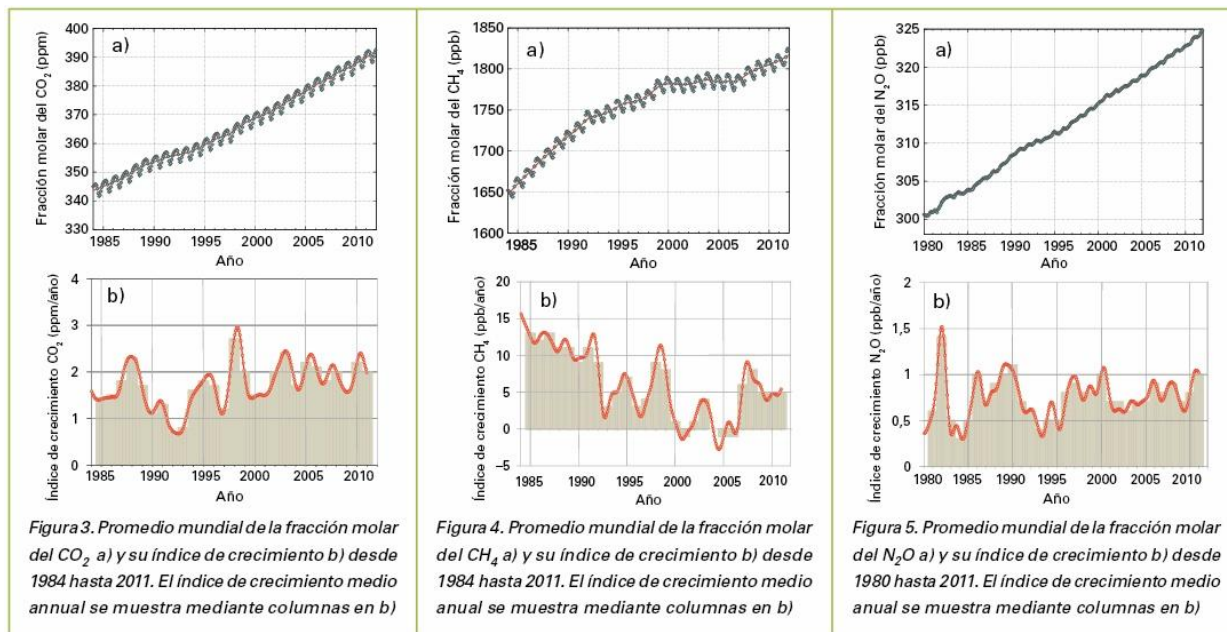 a)
Fracción molar del CO₂ (ppm)
400
390
380
370
360
350
340
330
1985 1990 1995 2000 2005 2010
Año
b)
Índice de crecimiento CO₂ (ppm/año)
4
3
2
1
0
1985 1990 1995 2000 2005 2010
Año
Figura 3. Promedio mundial de la fracción molar
del CO₂ a) y su índice de crecimiento b) desde
1984 hasta 2011. El índice de crecimiento medio
annual se muestra mediante columnas en b)
a)
Fracción molar del CH₄ (ppb)
1850
1800
1750
1700
1650
1600
1985 1990 1995 2000 2005 2010
Año
b)
Índice de crecimiento CH₄ (ppb/año)
20
15
10
5
0
−5
1985 1990 1995 2000 2005 2010
Año
Figura 4. Promedio mundial de la fracción molar
del CH₄ a) y su índice de crecimiento b) desde
1984 hasta 2011. El índice de crecimiento medio
anual se muestra mediante columnas en b)
a)
Fracción molar del N₂O (ppb)
325
320
315
310
305
300
1980 1985 1990 1995 2000 2005 2010
Año
b)
Índice de crecimiento N₂O (ppb/año)
2
1,5
1
0,5
0
1980 1985 1990 1995 2000 2005 2010
Año
Figura 5. Promedio mundial de la fracción molar
del N₂O a) y su índice de crecimiento b) desde
1980 hasta 2011. El índice de crecimiento medio
anual se muestra mediante columnas en b)